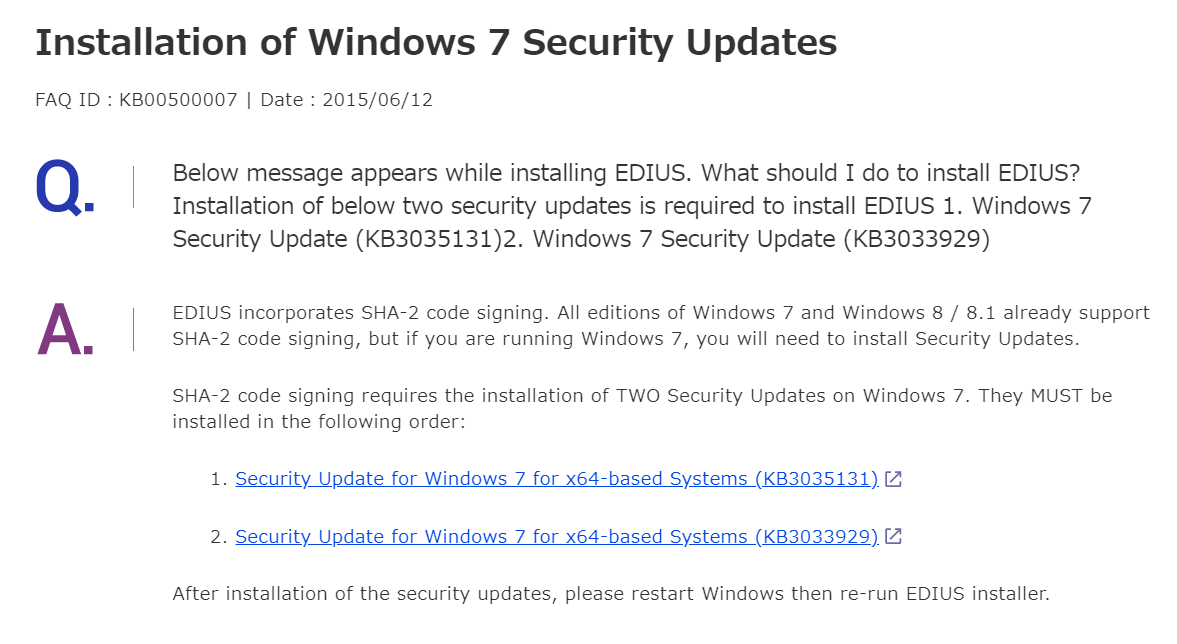 Installation of Windows 7 Security Updates
FAQ ID : KB00500007 | Date : 2015/06/12
Q.
Below message appears while installing EDIUS. What should I do to install EDIUS?
Installation of below two security updates is required to install EDIUS 1. Windows 7
Security Update (KB3035131)2. Windows 7 Security Update (KB3033929)
A.
EDIUS incorporates SHA-2 code signing. All editions of Windows 7 and Windows 8 / 8.1 already support
SHA-2 code signing, but if you are running Windows 7, you will need to install Security Updates.
SHA-2 code signing requires the installation of TWO Security Updates on Windows 7. They MUST be
installed in the following order:
1. Security Update for Windows 7 for x64-based Systems (KB3035131)
2. Security Update for Windows 7 for x64-based Systems (KB3033929)
After installation of the security updates, please restart Windows then re-run EDIUS installer.